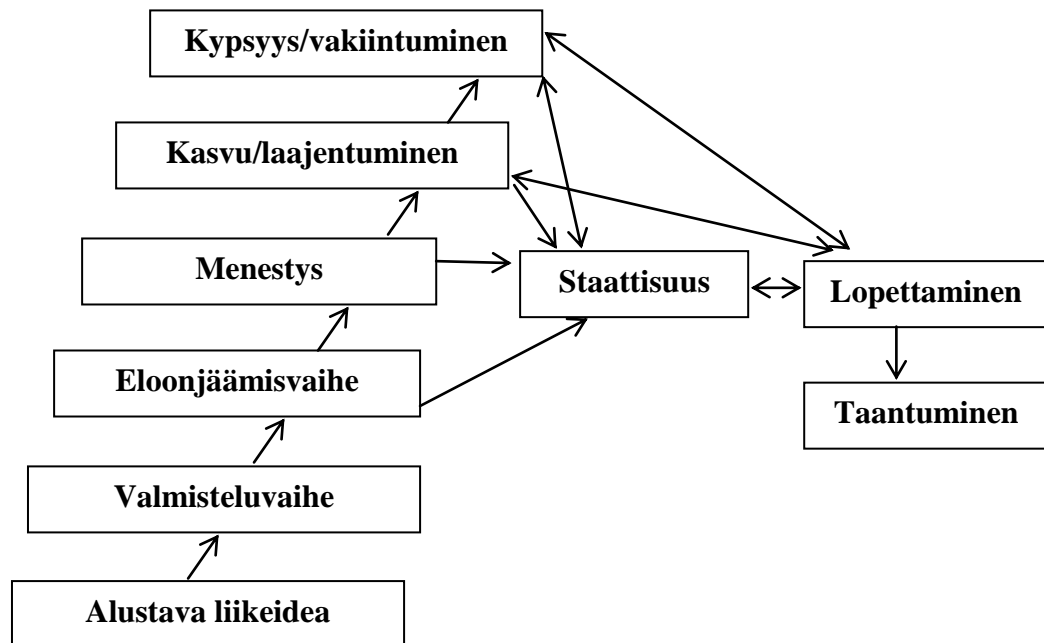 Kypsyys/vakiintuminen
Kasvu/laajentuminen
Menestys
Staattisuus
Lopettaminen
Eloonjäämisvaihe
Taantuminen
Valmisteluvaihe
Alustava liikeidea